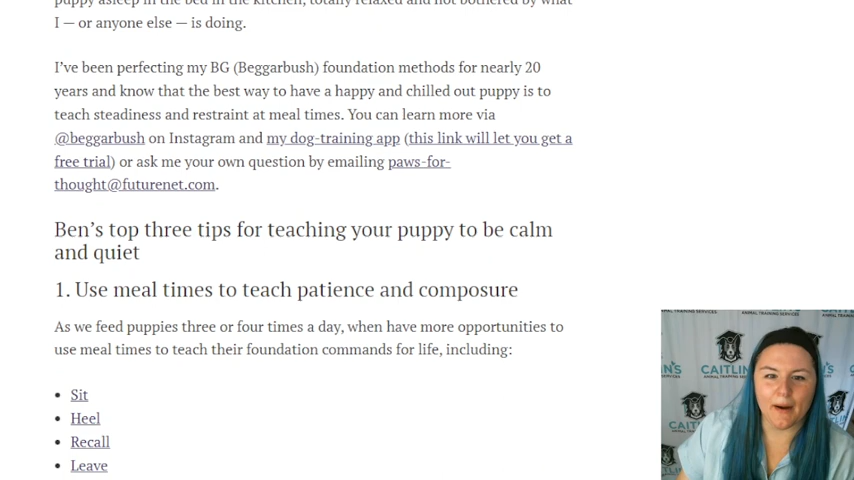 puppy asleep in the bed in the kitchen, totally relaxed and not bothered by what
I — or anyone else — is doing.
I've been perfecting my BG (Beggarbush) foundation methods for nearly 20
years and know that the best way to have a happy and chilled out puppy is to
teach steadiness and restraint at meal times. You can learn more via
@beggarbush on Instagram and my dog-training app (this link will let you get a
free trial) or ask me your own question by emailing paws-for-
thought@futurenet.com.
Ben's top three tips for teaching your puppy to be calm
and quiet
1. Use meal times to teach patience and composure
As we feed puppies three or four times a day, when have more opportunities to
use meal times to teach their foundation commands for life, including:
• Sit
• Heel
• Recall
• Leave
CAITLIN'S
ANIMAL TRAINING SERVICES